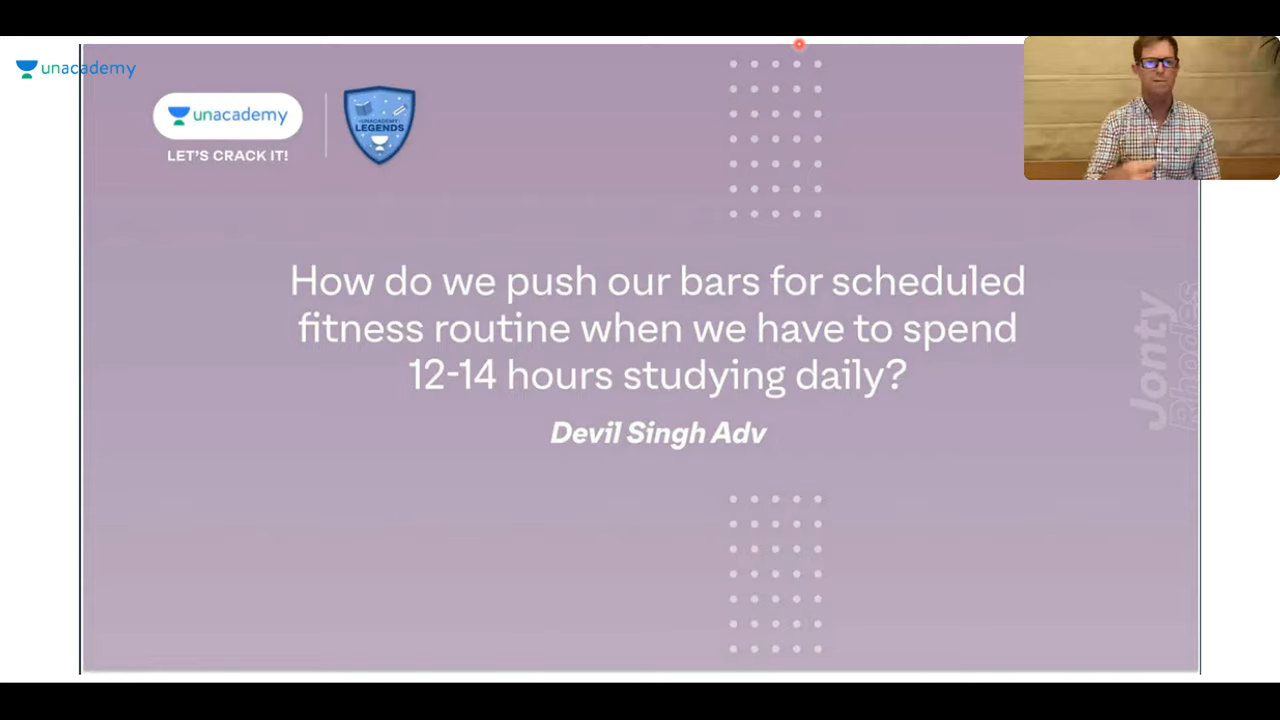 unacademy
unacademy
LET'S CRACK IT!
UNACADEMY
LEGENDS
How do we push our bars for scheduled
fitness routine when we have to spend
12-14 hours studying daily?
Devil Singh Adv
Jonty
Rhodes